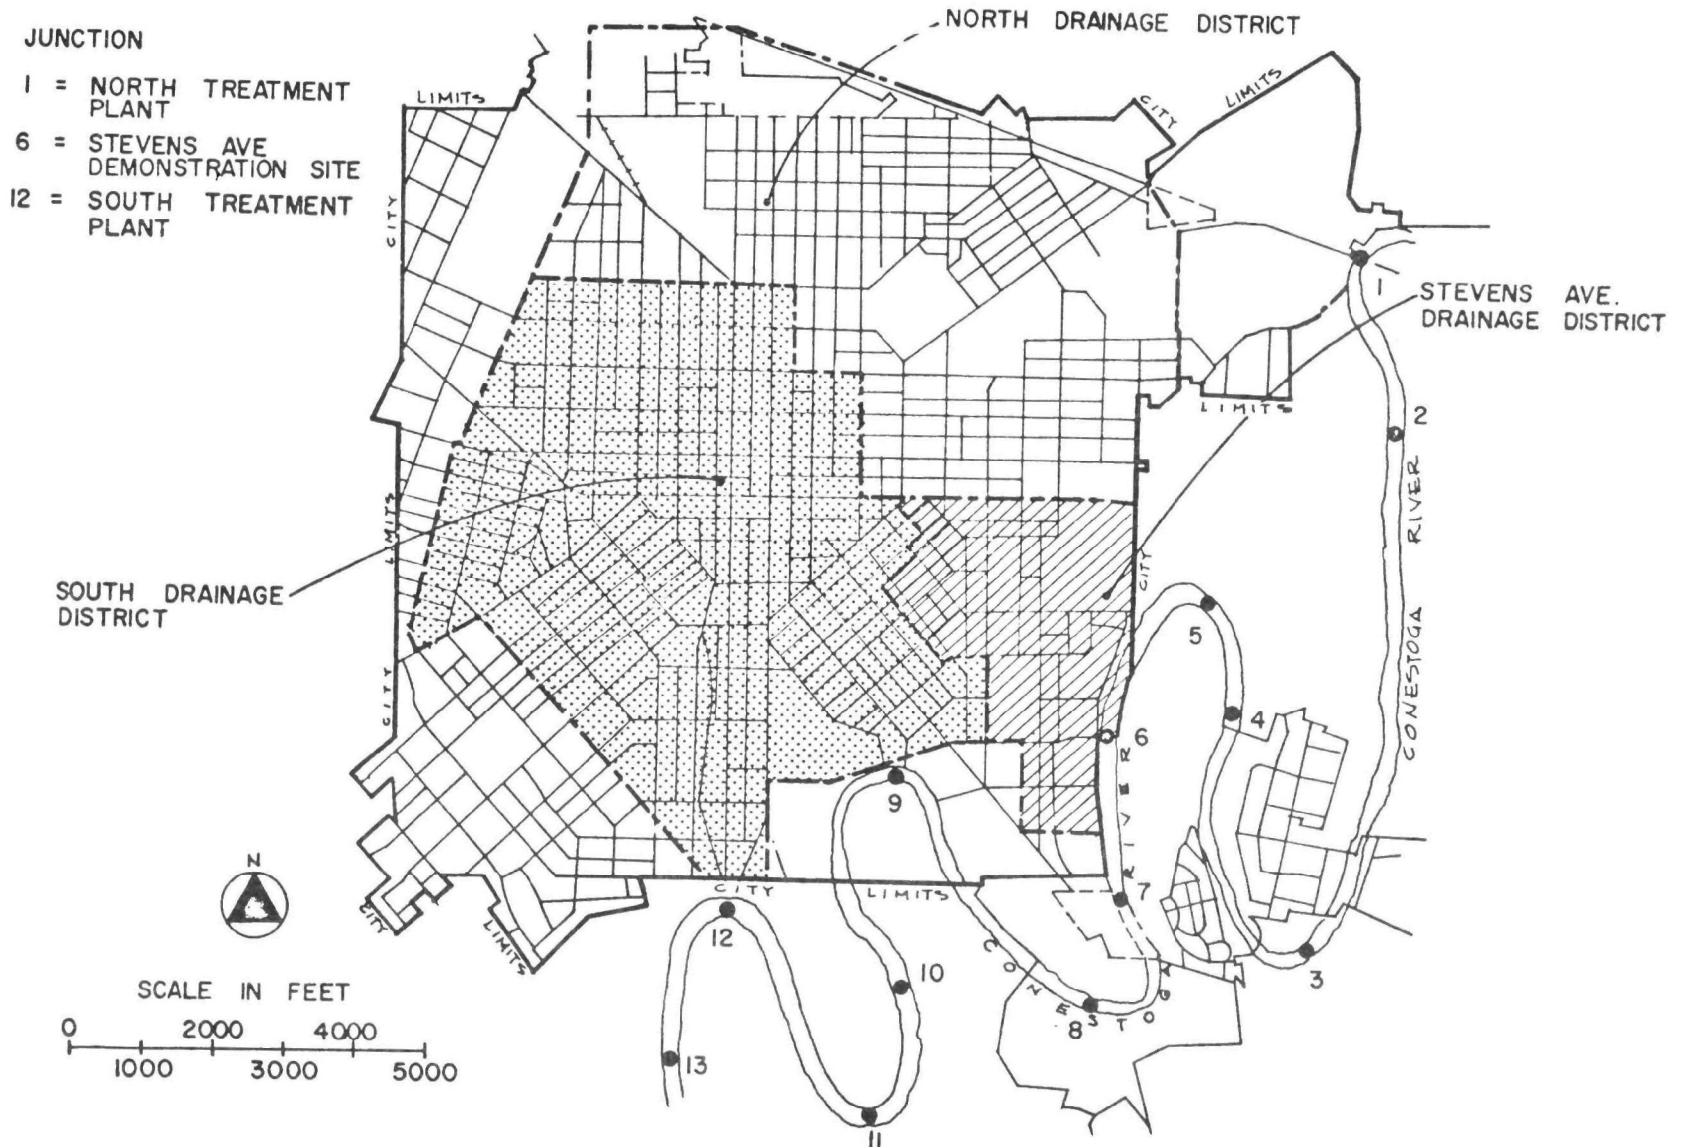 JUNCTION
1 = NORTH TREATMENT
PLANT
6 = STEVENS AVE
DEMONSTRATION SITE
12 = SOUTH TREATMENT
PLANT
NORTH DRAINAGE DISTRICT
LIMITS
CITY
LIMITS
CITY
STEVENS AVE.
DRAINAGE DISTRICT
LIMITS
CITY
LIMITS
CITY
SOUTH DRAINAGE
DISTRICT
CONESTOGA RIVER
1
2
3
4
5
6
7
8
9
10
11
12
13
RIVER
CONESTOGA
CITY LIMITS
CITY
LIMITS
N
SCALE IN FEET
0 2000 4000
1000 3000 5000